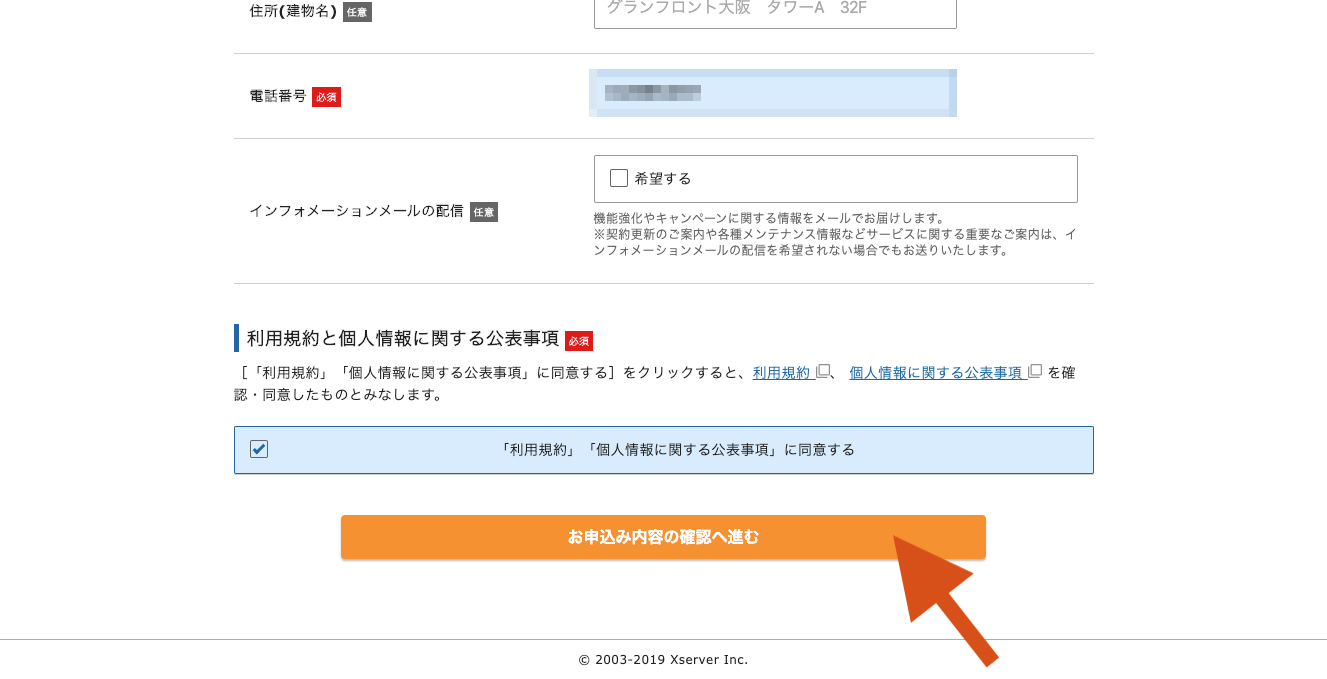 住所(建物名) 任意
グランフロント大阪　タワーA　32F
電話番号 必須
希望する
インフォメーションメールの配信 任意
機能強化やキャンペーンに関する情報をメールでお届けします。
※契約更新のご案内や各種メンテナンス情報などサービスに関する重要なご案内は、イ
ンフォメーションメールの配信を希望されない場合でもお送りいたします。
利用規約と個人情報に関する公表事項 必須
［「利用規約」「個人情報に関する公表事項」に同意する］をクリックすると、利用規約、 個人情報に関する公表事項 を確
認・同意したものとみなします。
「利用規約」「個人情報に関する公表事項」に同意する
お申込み内容の確認へ進む
© 2003-2019 Xserver Inc.